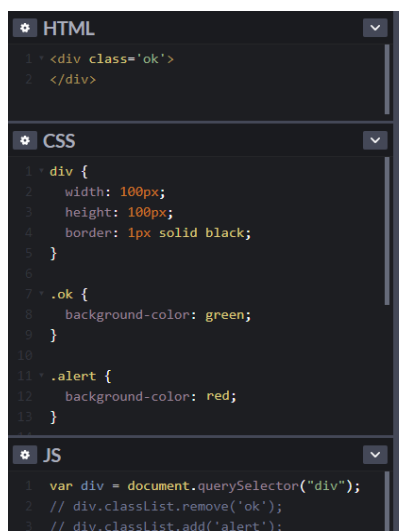 HTML
1 <div class='ok'>
2 </div>
CSS
1 div {
2   width: 100px;
3   height: 100px;
4   border: 1px solid black;
5 }
6
7 .ok {
8   background-color: green;
9 }
10
11 .alert {
12   background-color: red;
13 }
JS
1 var div = document.querySelector("div");
2 // div.classList.remove('ok');
3 // div.classList.add('alert');